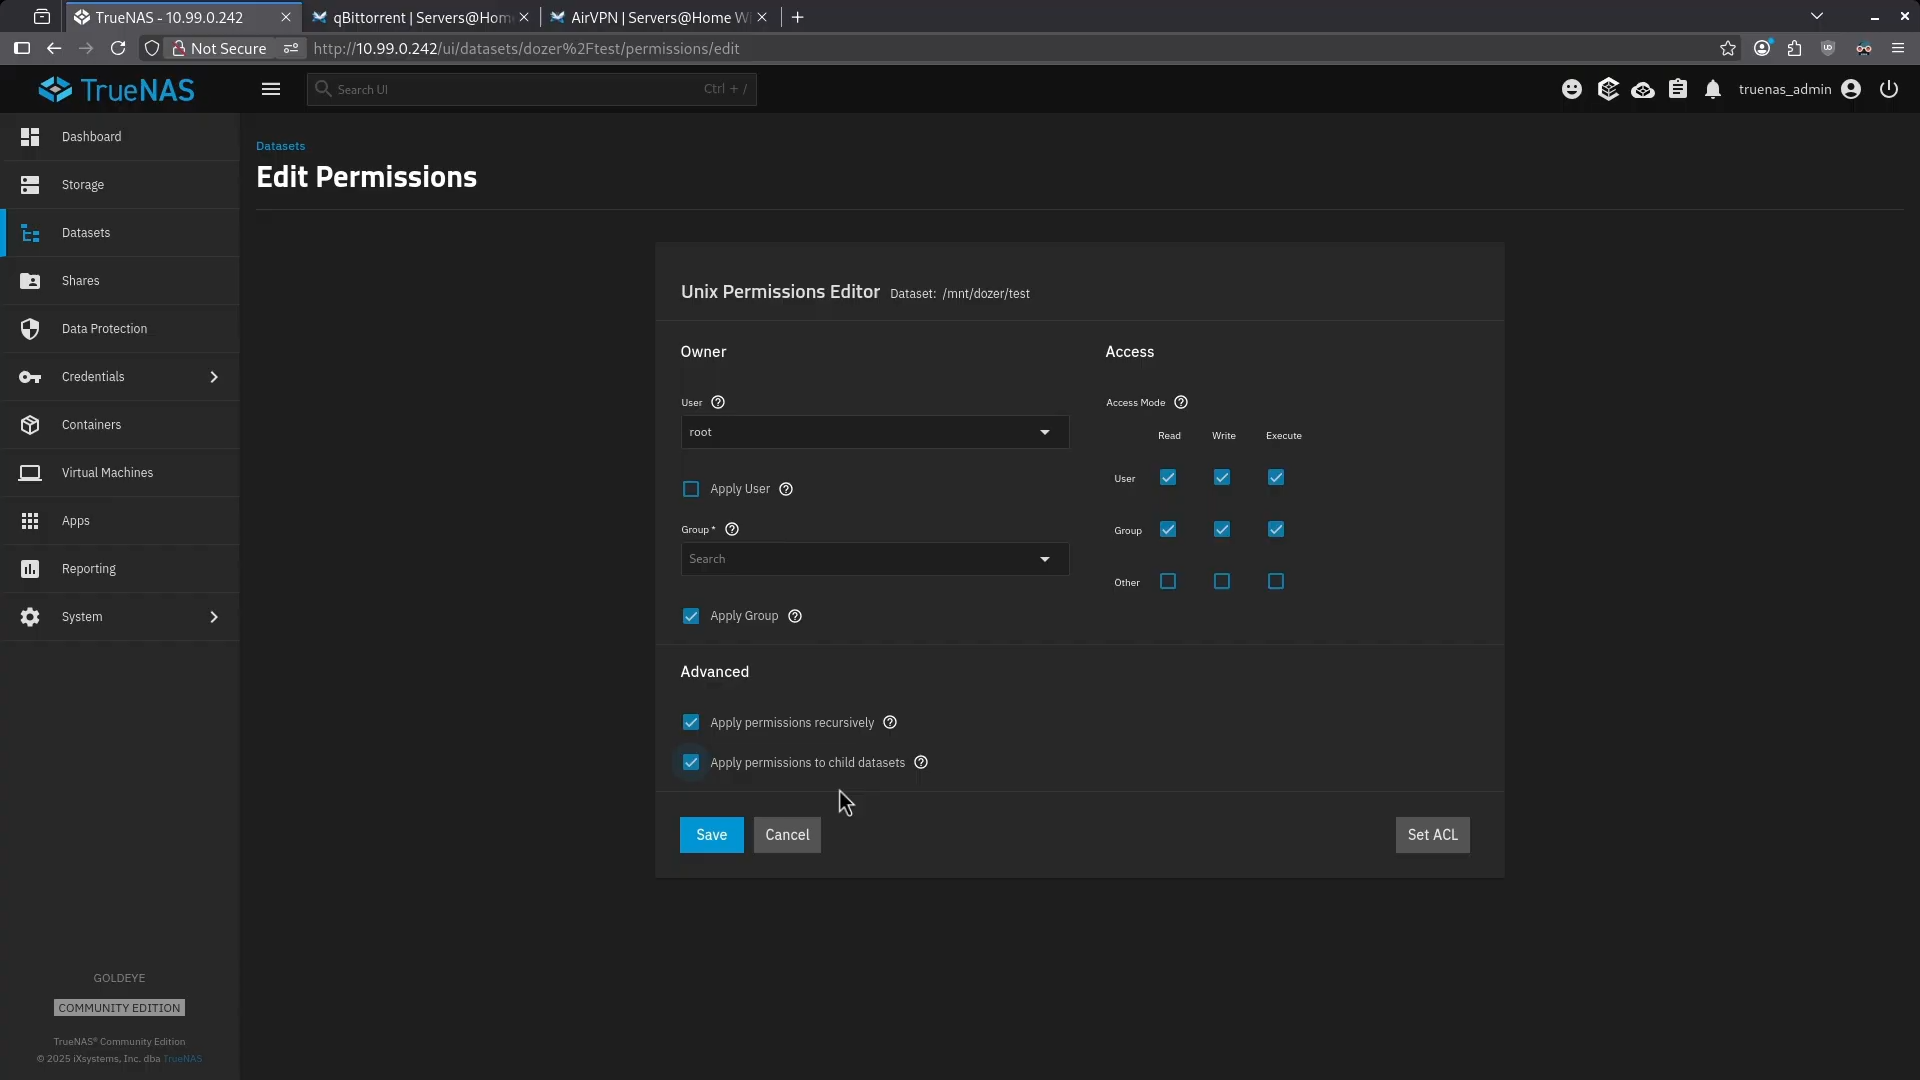 TrueNAS - 10.99.0.242
qBittorrent | Servers@Hom
AirVPN | Servers@Home W
Not Secure
http://10.99.0.242/ui/datasets/dozer%2Ftest/permissions/edit
TrueNAS
Search UI
Ctrl + /
truenas_admin
Dashboard
Storage
Datasets
Shares
Data Protection
Credentials
Containers
Virtual Machines
Apps
Reporting
System
GOLDEYE
COMMUNITY EDITION
TrueNAS® Community Edition
© 2025 iXsystems, Inc. dba TrueNAS
Datasets
Edit Permissions
Unix Permissions Editor Dataset: /mnt/dozer/test
Owner
User
root
Apply User
Group *
Search
Apply Group
Access
Access Mode
Read Write Execute
User
Group
Other
Advanced
Apply permissions recursively
Apply permissions to child datasets
Save
Cancel
Set ACL